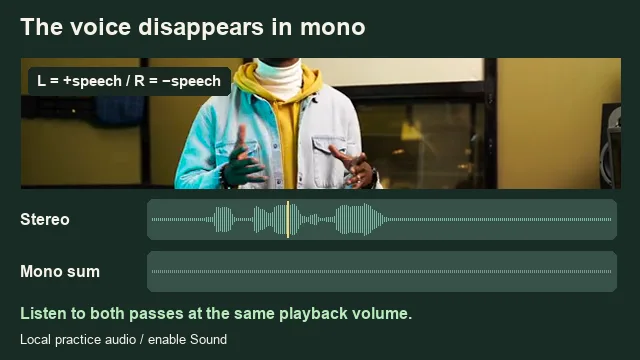 The voice disappears in mono
L = +speech / R = −speech
Stereo
Mono sum
Listen to both passes at the same playback volume.
Local practice audio / enable Sound